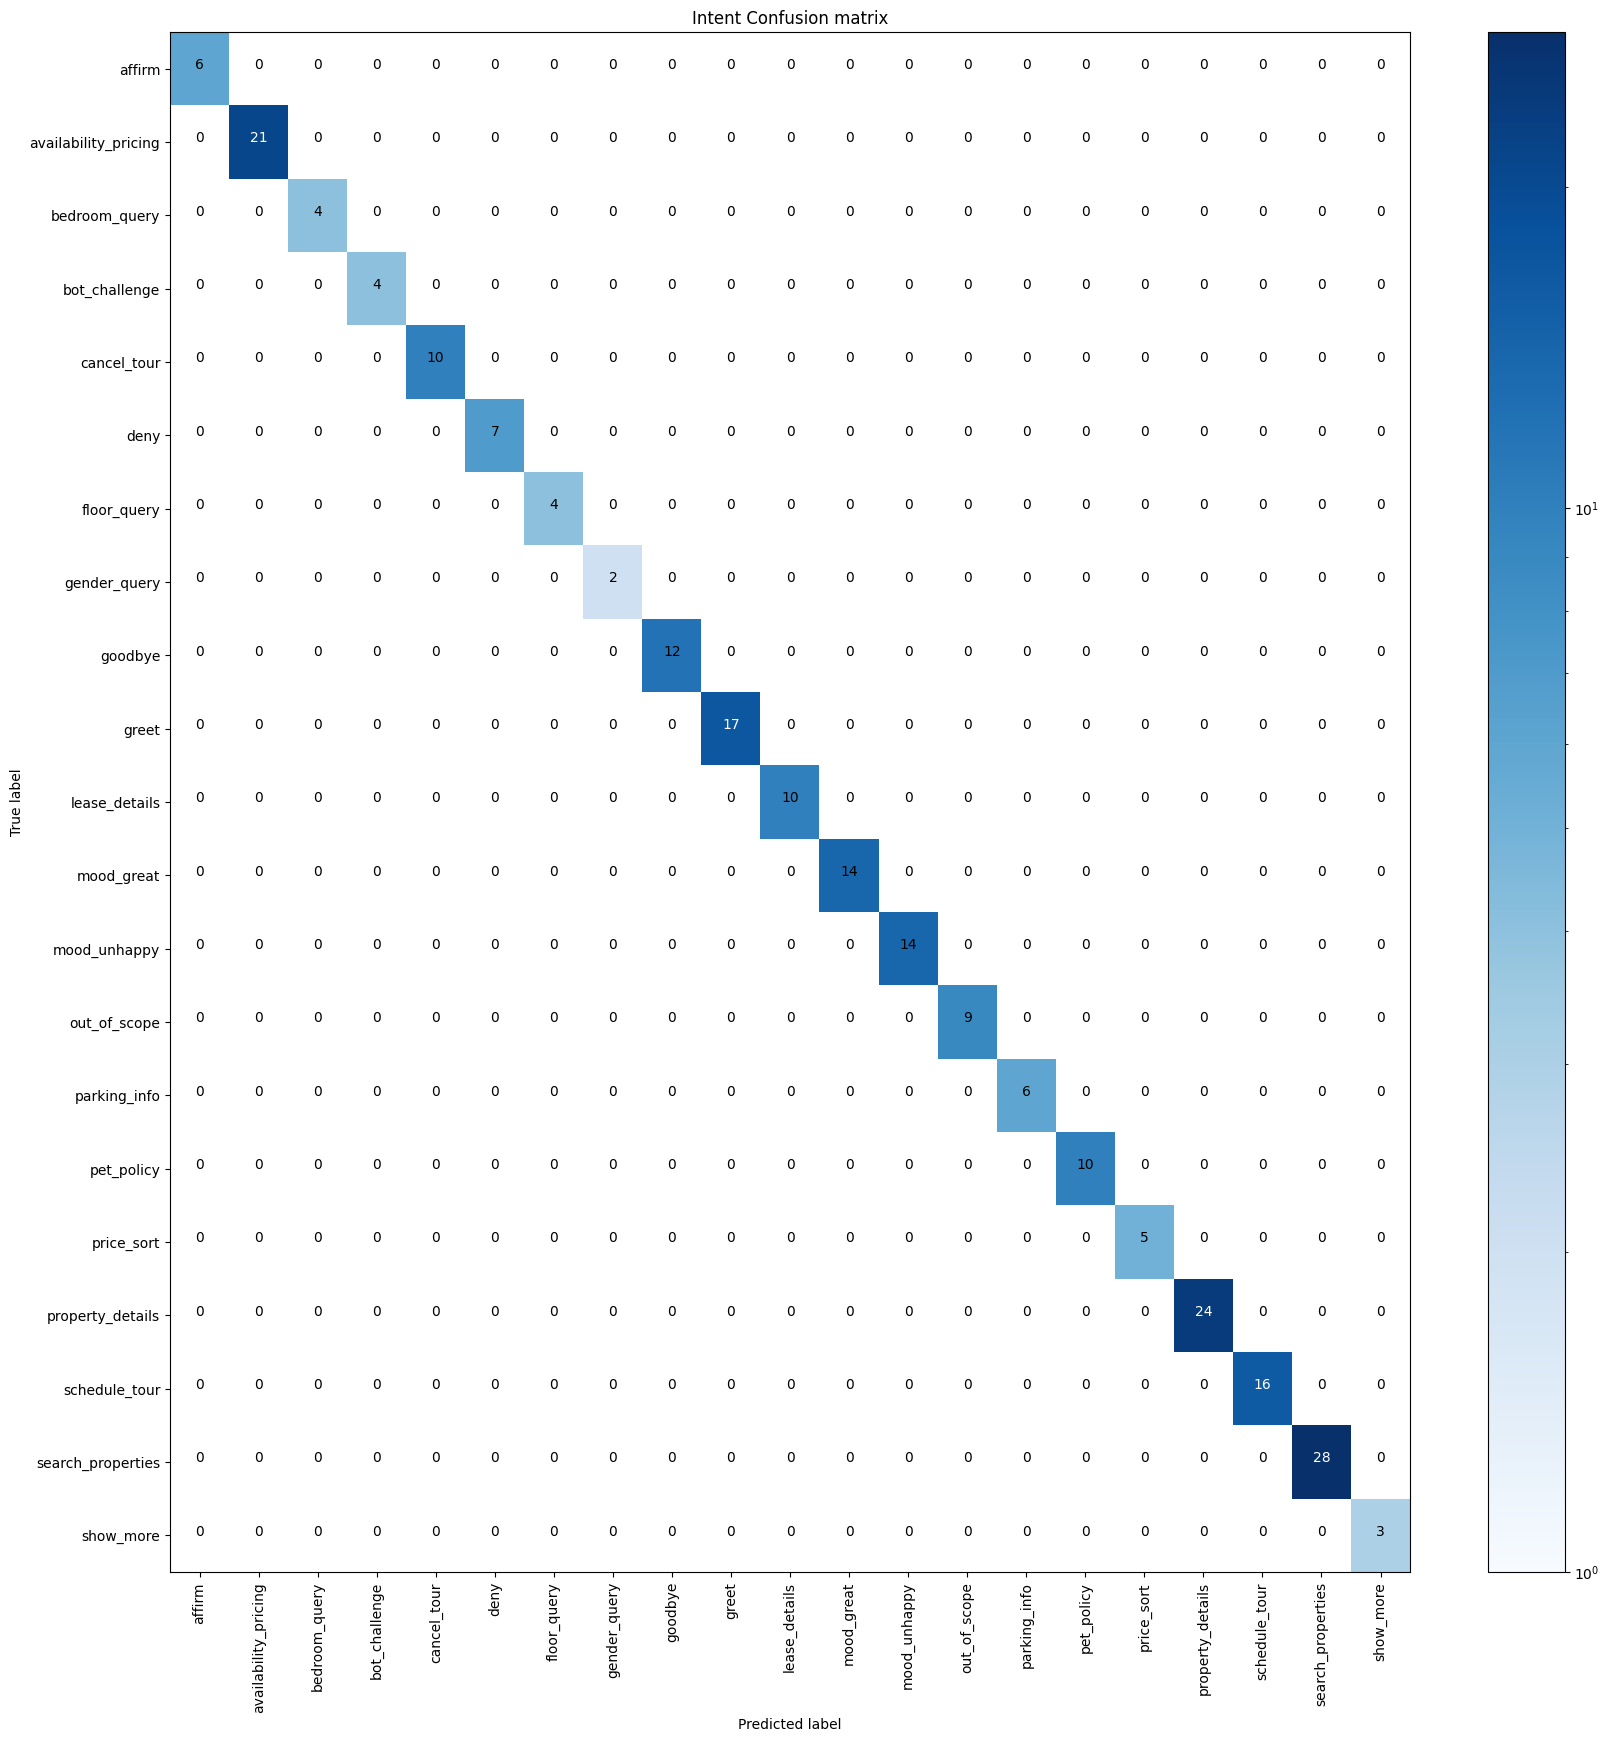 Intent Confusion matrix
affirm 6 0 0 0 0 0 0 0 0 0 0 0 0 0 0 0 0 0 0 0 0
availability_pricing 0 21 0 0 0 0 0 0 0 0 0 0 0 0 0 0 0 0 0 0 0
bedroom_query 0 0 4 0 0 0 0 0 0 0 0 0 0 0 0 0 0 0 0 0 0
bot_challenge 0 0 0 4 0 0 0 0 0 0 0 0 0 0 0 0 0 0 0 0 0
cancel_tour 0 0 0 0 10 0 0 0 0 0 0 0 0 0 0 0 0 0 0 0 0
deny 0 0 0 0 0 7 0 0 0 0 0 0 0 0 0 0 0 0 0 0 0
floor_query 0 0 0 0 0 0 4 0 0 0 0 0 0 0 0 0 0 0 0 0 0
10¹
gender_query 0 0 0 0 0 0 0 2 0 0 0 0 0 0 0 0 0 0 0 0 0
goodbye 0 0 0 0 0 0 0 0 12 0 0 0 0 0 0 0 0 0 0 0 0
greet 0 0 0 0 0 0 0 0 0 17 0 0 0 0 0 0 0 0 0 0 0
True label
lease_details 0 0 0 0 0 0 0 0 0 0 10 0 0 0 0 0 0 0 0 0 0
mood_great 0 0 0 0 0 0 0 0 0 0 0 14 0 0 0 0 0 0 0 0 0
mood_unhappy 0 0 0 0 0 0 0 0 0 0 0 0 14 0 0 0 0 0 0 0 0
out_of_scope 0 0 0 0 0 0 0 0 0 0 0 0 0 9 0 0 0 0 0 0 0
parking_info 0 0 0 0 0 0 0 0 0 0 0 0 0 0 6 0 0 0 0 0 0
pet_policy 0 0 0 0 0 0 0 0 0 0 0 0 0 0 0 10 0 0 0 0 0
price_sort 0 0 0 0 0 0 0 0 0 0 0 0 0 0 0 0 5 0 0 0 0
property_details 0 0 0 0 0 0 0 0 0 0 0 0 0 0 0 0 0 24 0 0 0
schedule_tour 0 0 0 0 0 0 0 0 0 0 0 0 0 0 0 0 0 0 16 0 0
search_properties 0 0 0 0 0 0 0 0 0 0 0 0 0 0 0 0 0 0 0 28 0
show_more 0 0 0 0 0 0 0 0 0 0 0 0 0 0 0 0 0 0 0 0 3
10⁰
affirm
availability_pricing
bedroom_query
bot_challenge
cancel_tour
deny
floor_query
gender_query
goodbye
greet
lease_details
mood_great
mood_unhappy
out_of_scope
parking_info
pet_policy
price_sort
property_details
schedule_tour
search_properties
show_more
Predicted label